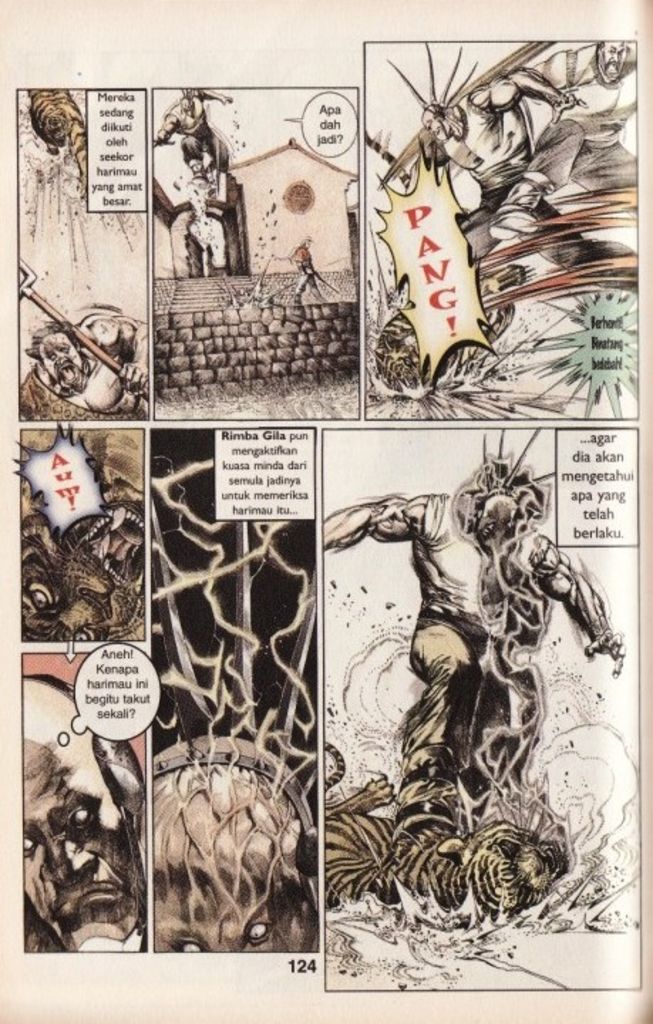 Mereka
sedang
diikuti
oleh
seekor
harimau
yang amat
besar.
Apa
dah
jadi?
PANG!
Berhenti!
Binatang
bedebah!
Aum!
Aneh!
Kenapa
harimau ini
begitu takut
sekali?
Rimba Gila pun
mengaktifkan
kuasa minda dari
semula jadinya
untuk memeriksa
harimau itu...
...agar
dia akan
mengetahui
apa yang
telah
berlaku.
124